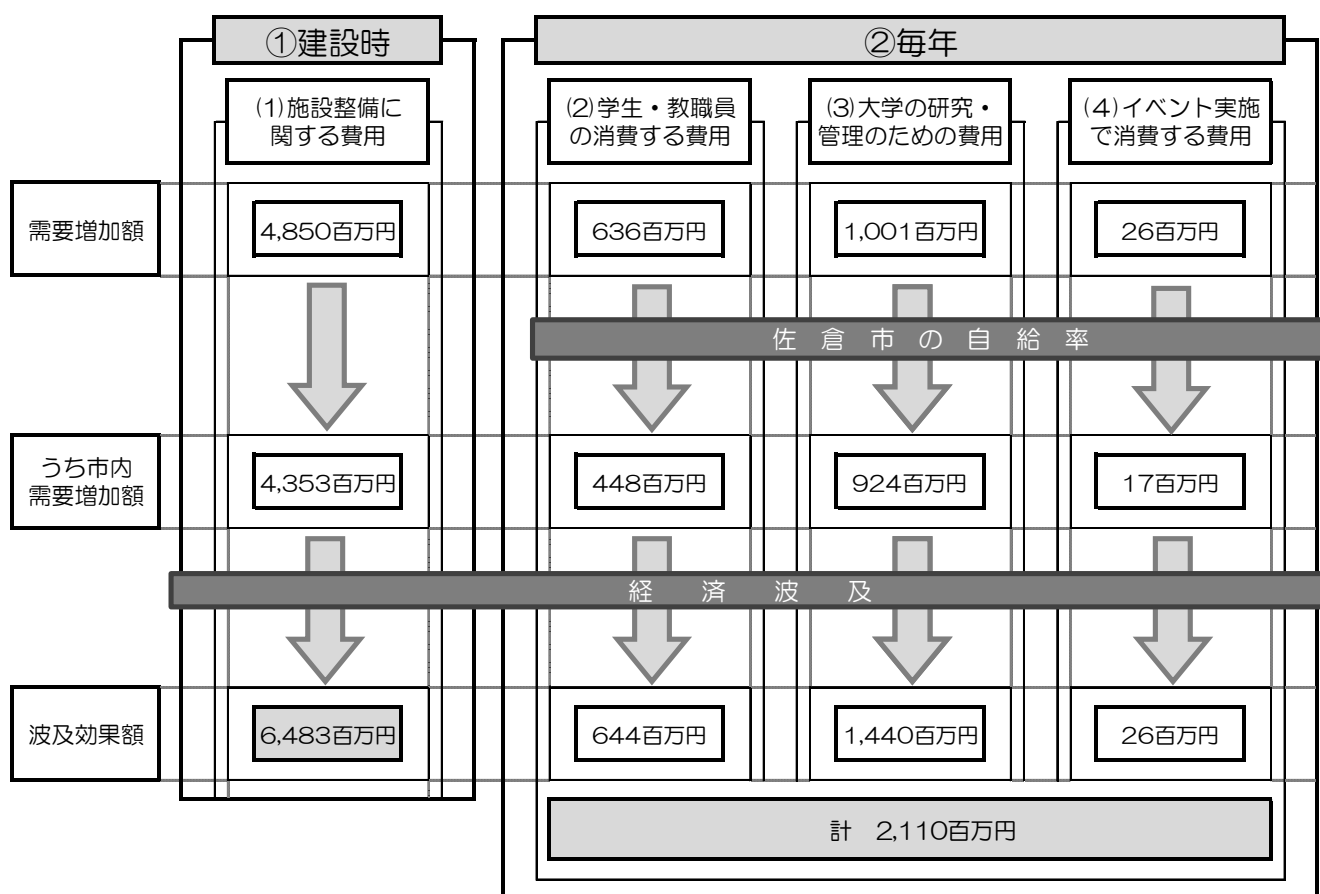 ①建設時
②毎年
(1)施設整備に
関する費用
(2)学生・教職員
の消費する費用
(3)大学の研究・
管理のための費用
(4)イベント実施
で消費する費用
需要増加額
4,850百万円
636百万円
1,001百万円
26百万円
佐倉市の自給率
うち市内
需要増加額
4,353百万円
448百万円
924百万円
17百万円
経済波及
波及効果額
6,483百万円
644百万円
1,440百万円
26百万円
計 2,110百万円